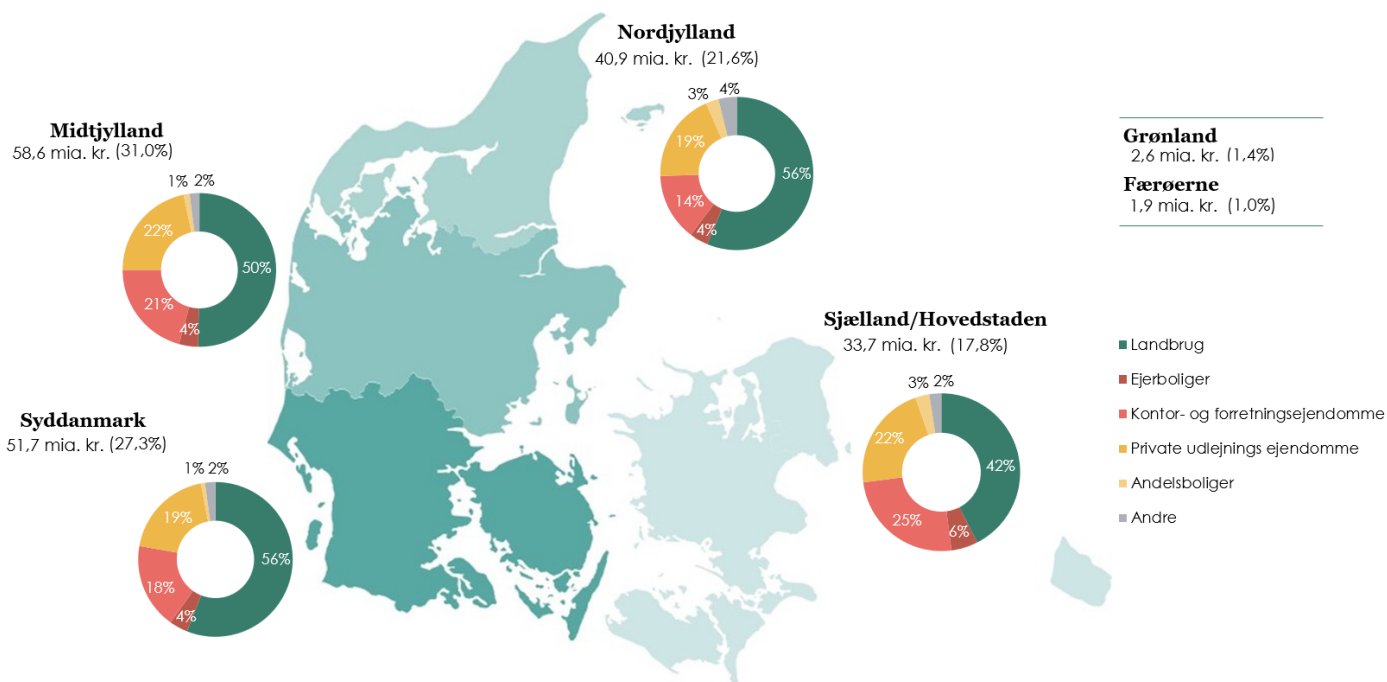 Nordjylland
40,9 mia. kr. (21,6%)
3%
4%
19%
56%
14%
4%
Midtjylland
58,6 mia. kr. (31,0%)
1%
2%
22%
50%
21%
4%
Grønland
2,6 mia. kr. (1,4%)
Færøerne
1,9 mia. kr. (1,0%)
Sjælland/Hovedstaden
33,7 mia. kr. (17,8%)
3%
2%
22%
42%
25%
6%
Syddanmark
51,7 mia. kr. (27,3%)
1%
2%
19%
56%
18%
4%
Landbrug
Ejerboliger
Kontor- og forretningsejendomme
Private udlejnings ejendomme
Andelsboliger
Andre